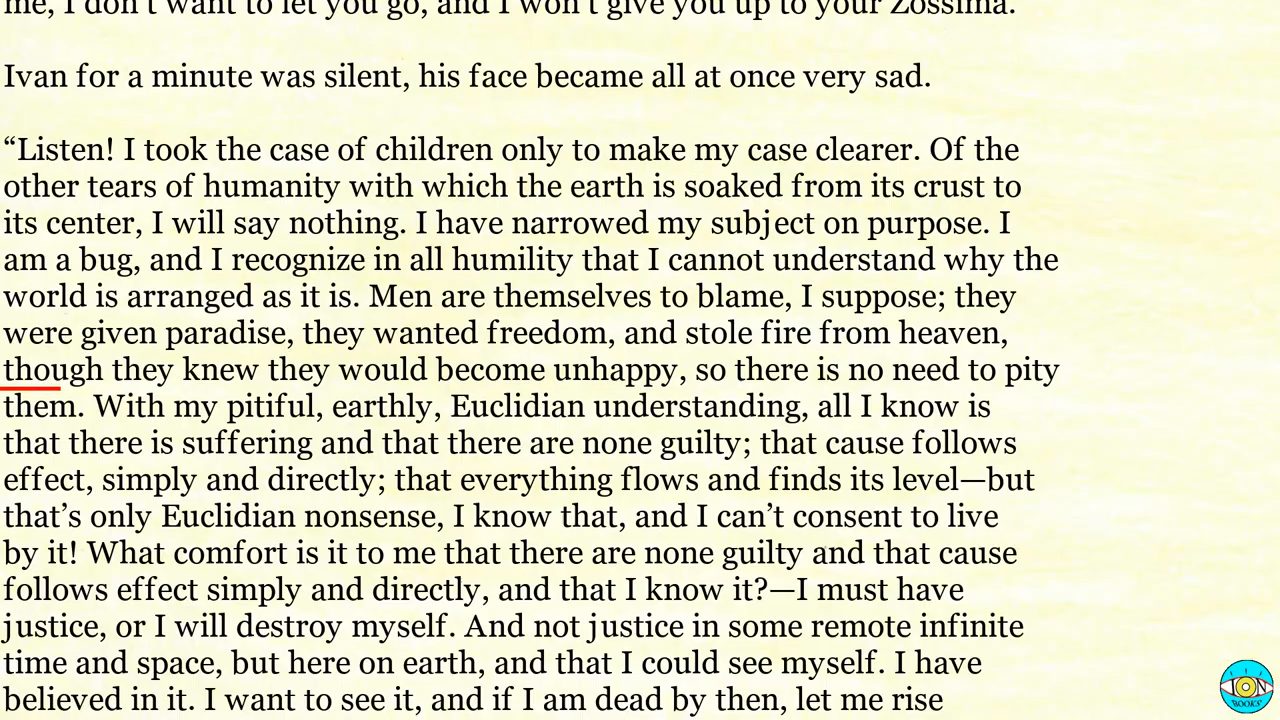 me, I don't want to let you go, and I won't give you up to your Zossima.
Ivan for a minute was silent, his face became all at once very sad.
“Listen! I took the case of children only to make my case clearer. Of the
other tears of humanity with which the earth is soaked from its crust to
its center, I will say nothing. I have narrowed my subject on purpose. I
am a bug, and I recognize in all humility that I cannot understand why the
world is arranged as it is. Men are themselves to blame, I suppose; they
were given paradise, they wanted freedom, and stole fire from heaven,
though they knew they would become unhappy, so there is no need to pity
them. With my pitiful, earthly, Euclidian understanding, all I know is
that there is suffering and that there are none guilty; that cause follows
effect, simply and directly; that everything flows and finds its level—but
that’s only Euclidian nonsense, I know that, and I can’t consent to live
by it! What comfort is it to me that there are none guilty and that cause
follows effect simply and directly, and that I know it?—I must have
justice, or I will destroy myself. And not justice in some remote infinite
time and space, but here on earth, and that I could see myself. I have
believed in it. I want to see it, and if I am dead by then, let me rise
ION
BOOKS